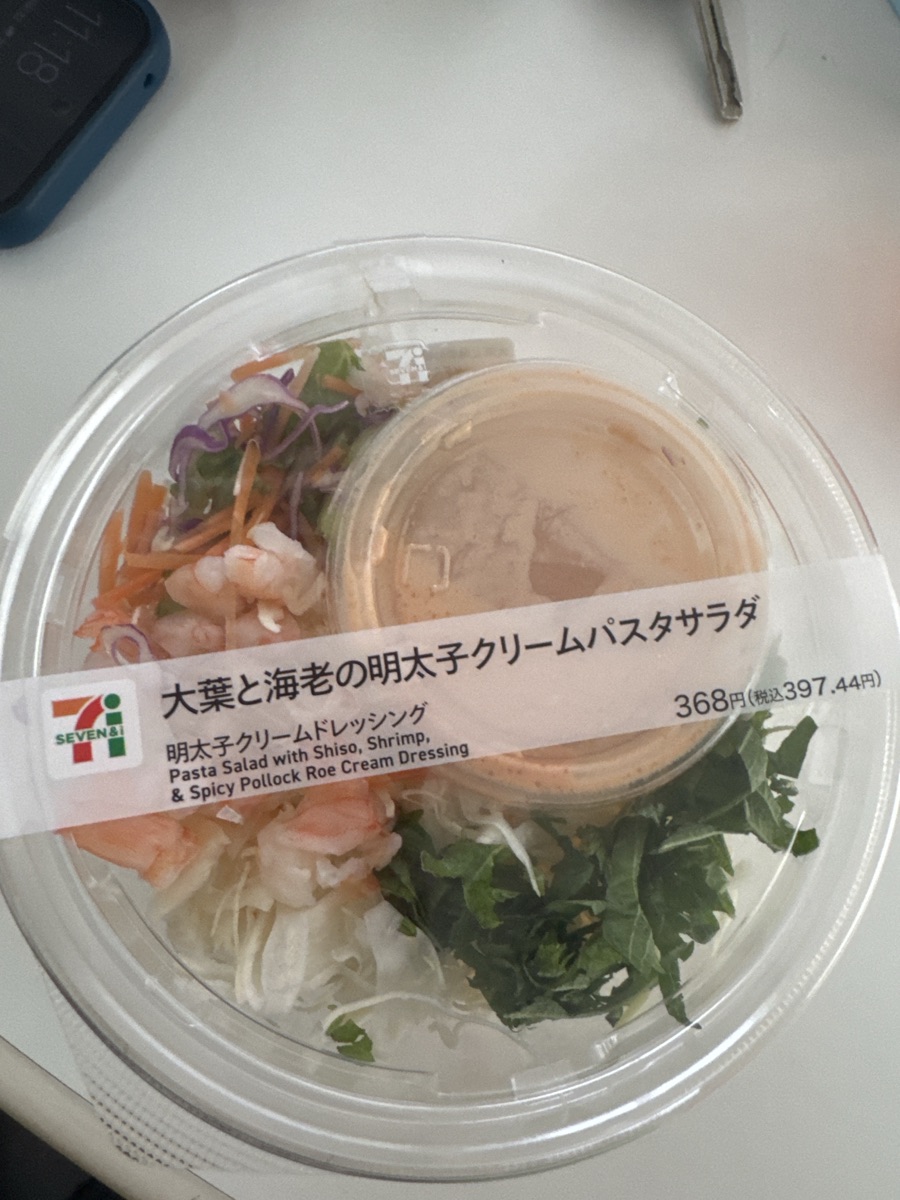 11:18
大葉と海老の明太子クリームパスタサラダ
368円(税込397.44円)
SEVEN&i
明太子クリームドレッシング
Pasta Salad with Shiso, Shrimp,
& Spicy Pollock Roe Cream Dressing